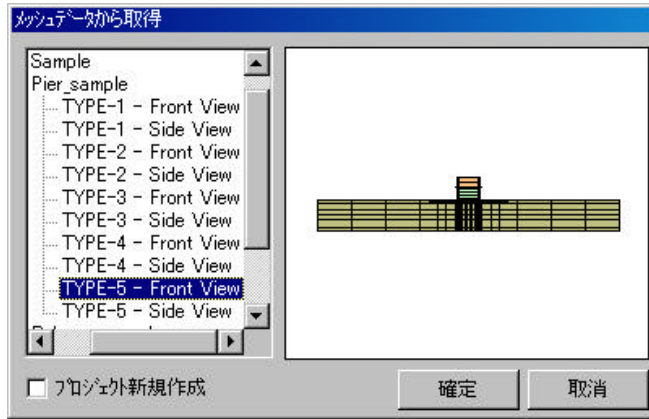 ﾒｯｼｭﾃﾞｰﾀから取得
Sample
Pier_sample
TYPE-1 - Front View
TYPE-1 - Side View
TYPE-2 - Front View
TYPE-2 - Side View
TYPE-3 - Front View
TYPE-3 - Side View
TYPE-4 - Front View
TYPE-4 - Side View
TYPE-5 - Front View
TYPE-5 - Side View
ﾌﾟﾛｼﾞｪｸﾄ新規作成
確定
取消